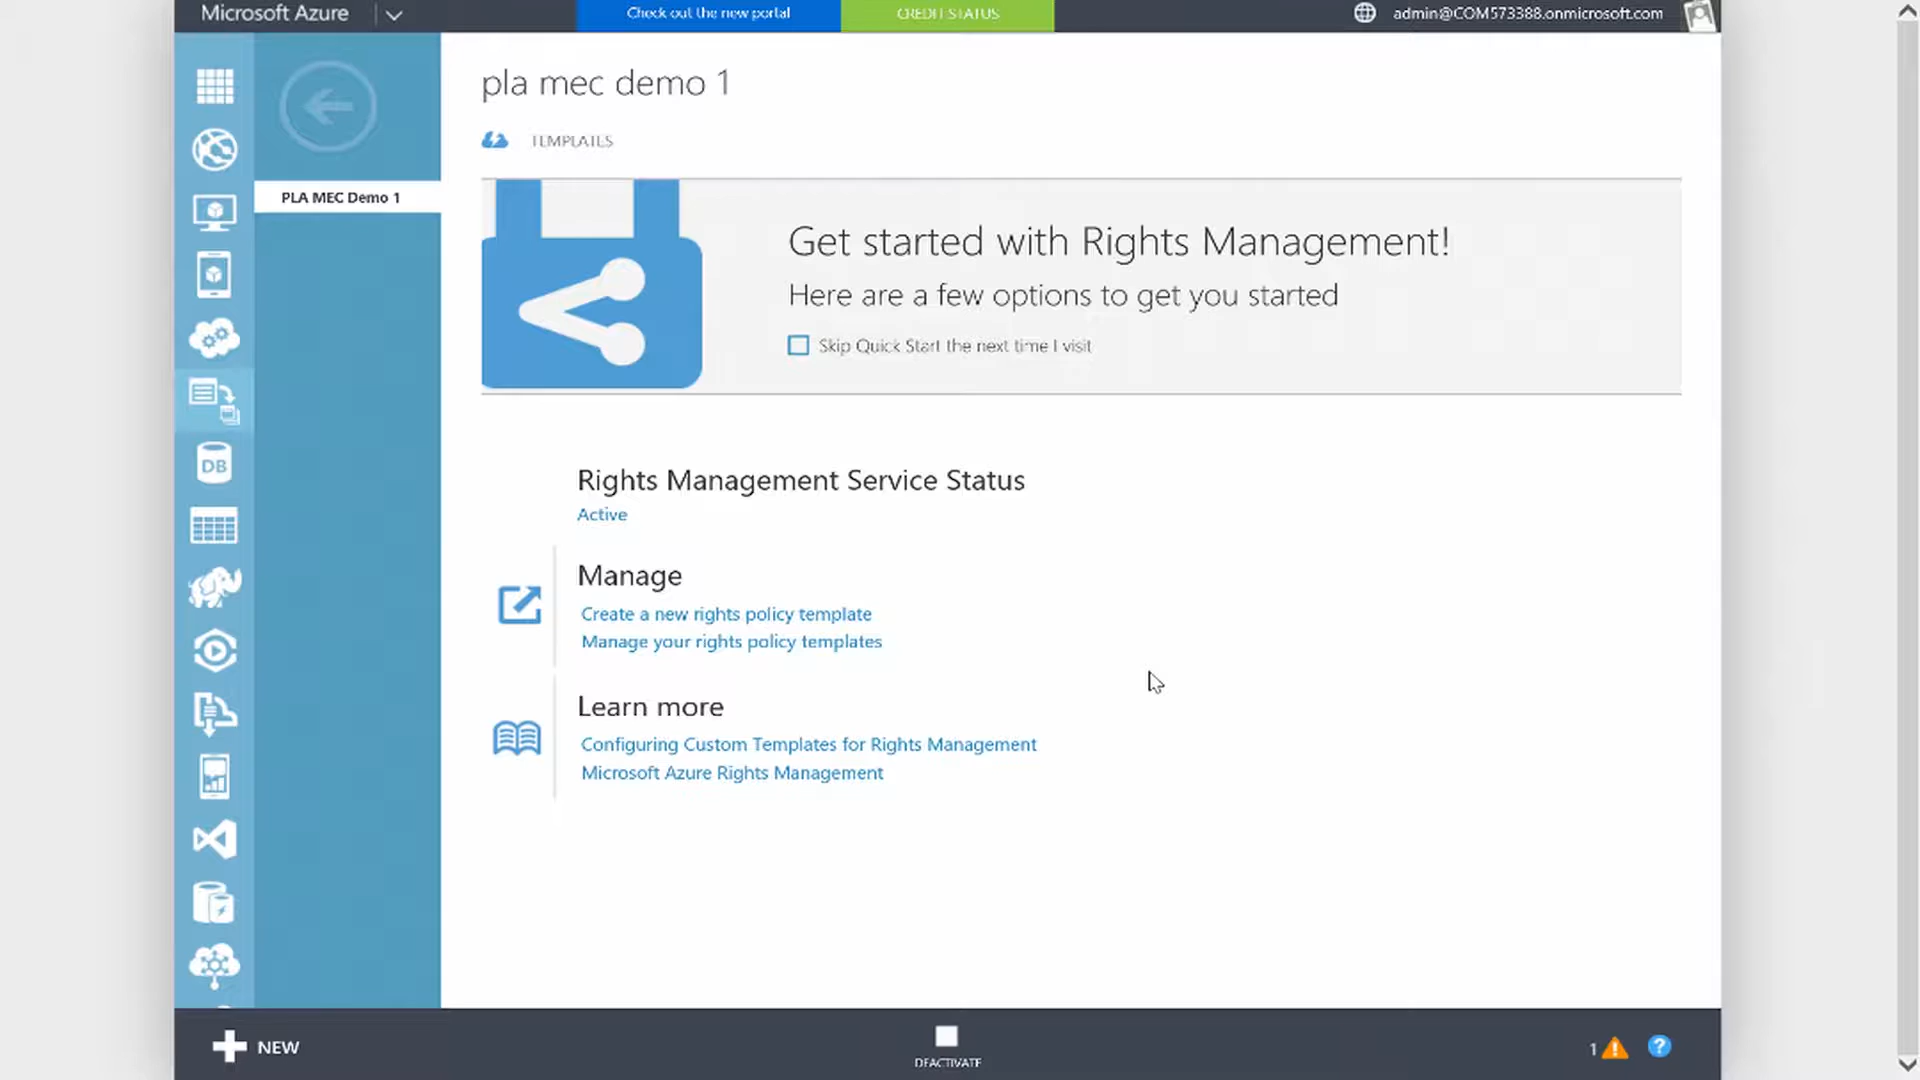 Microsoft Azure
Check out the new portal
CREDIT STATUS
admin@COM573388.onmicrosoft.com
pla mec demo 1
TEMPLATES
PLA MEC Demo 1
Get started with Rights Management!
Here are a few options to get you started
Skip Quick Start the next time I visit
Rights Management Service Status
Active
Manage
Create a new rights policy template
Manage your rights policy templates
Learn more
Configuring Custom Templates for Rights Management
Microsoft Azure Rights Management
DB
NEW
DEACTIVATE
1